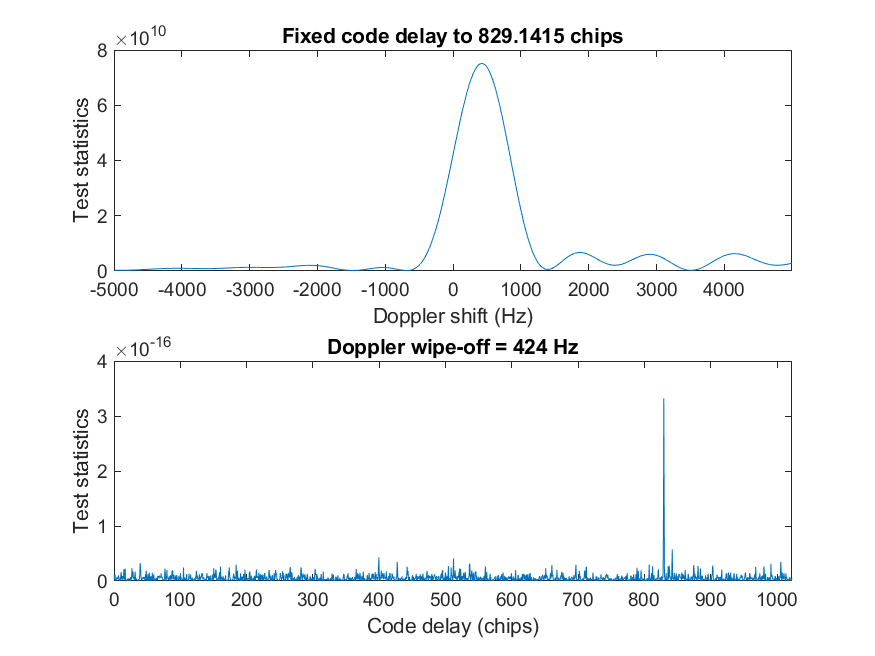 Fixed code delay to 829.1415 chips
×10^10
8
6
4
2
0
Test statistics
-5000 -4000 -3000 -2000 -1000 0 1000 2000 3000 4000
Doppler shift (Hz)
Doppler wipe-off = 424 Hz
×10^-16
4
3
2
1
0
Test statistics
0 100 200 300 400 500 600 700 800 900 1000
Code delay (chips)